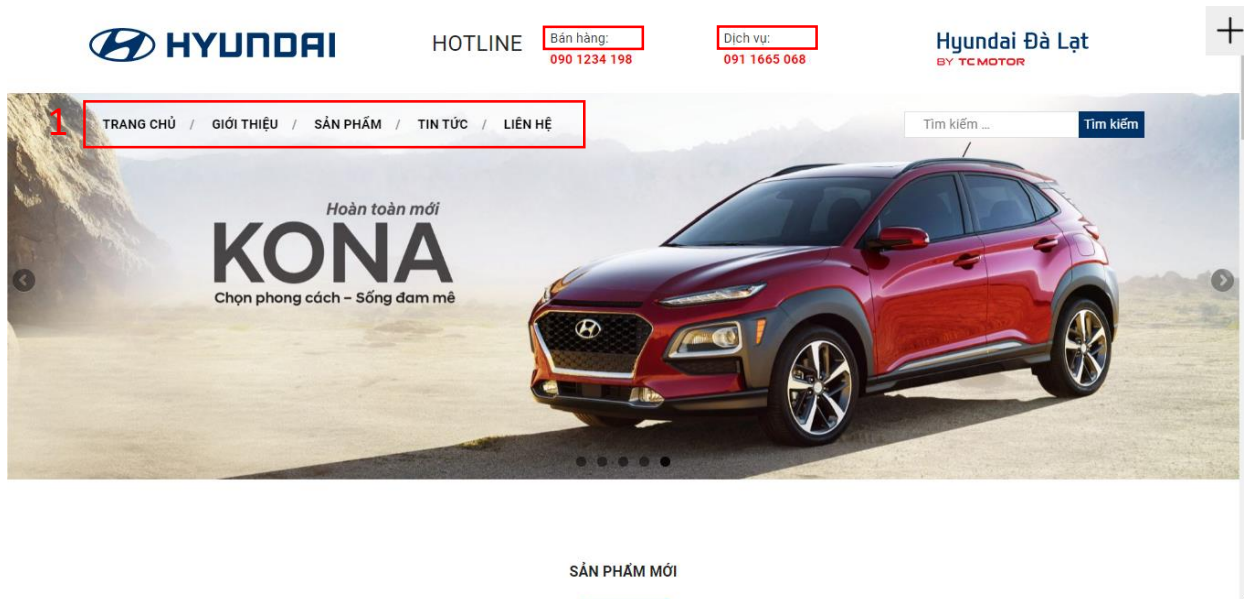 HYUNDAI
HOTLINE
Bán hàng:
090 1234 198
Dịch vụ:
091 1665 068
Hyundai Đà Lạt
BY TC MOTOR
1
TRANG CHỦ / GIỚI THIỆU / SẢN PHẨM / TIN TỨC / LIÊN HỆ
Tìm kiếm ...
Tìm kiếm
Hoàn toàn mới
KONA
Chọn phong cách – Sống đam mê
SẢN PHẨM MỚI